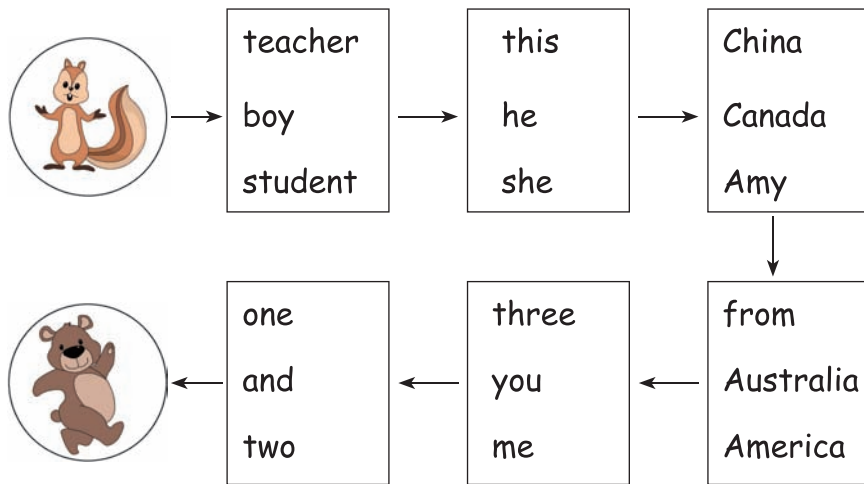 teacher
boy
student
this
he
she
China
Canada
Amy
from
Australia
America
three
you
me
one
and
two